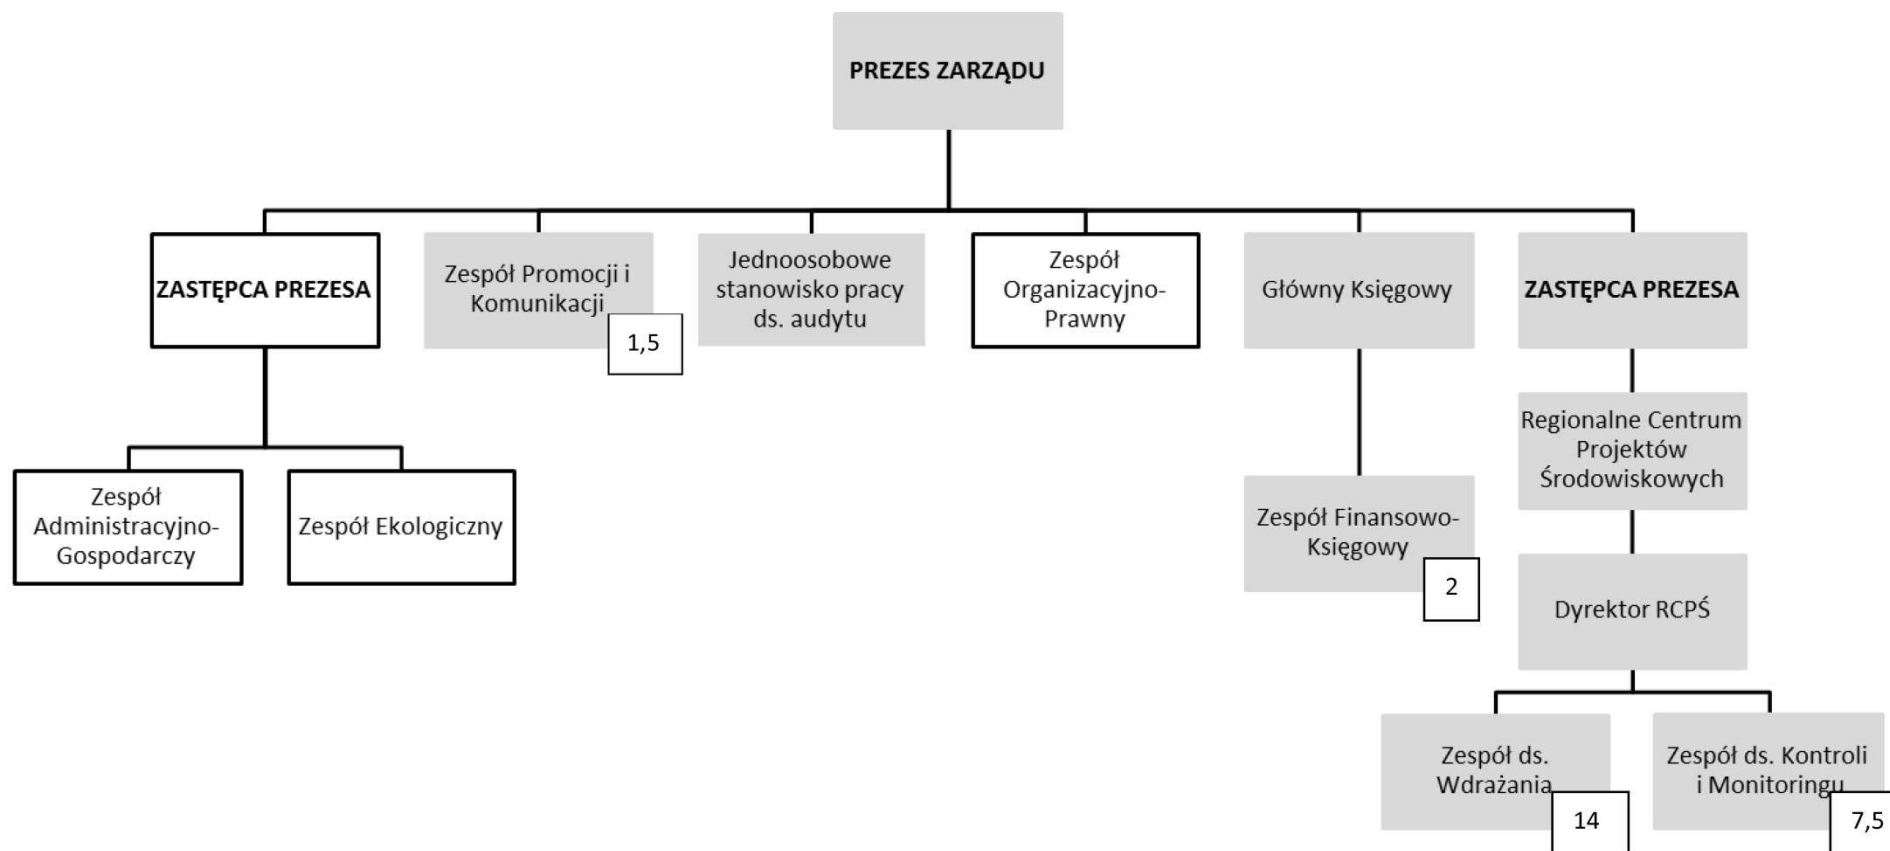 PREZES ZARZĄDU
ZASTĘPCA PREZESA
Zespół Promocji i
Komunikacji
1,5
Jednoosobowe
stanowisko pracy
ds. audytu
Zespół
Organizacyjno-
Prawny
Główny Księgowy
ZASTĘPCA PREZESA
Regionalne Centrum
Projektów
Środowiskowych
Zespół
Administracyjno-
Gospodarczy
Zespół Ekologiczny
Zespół Finansowo-
Księgowy
2
Dyrektor RCPŚ
Zespół ds.
Wdrażania
14
Zespół ds. Kontroli
i Monitoringu
7,5